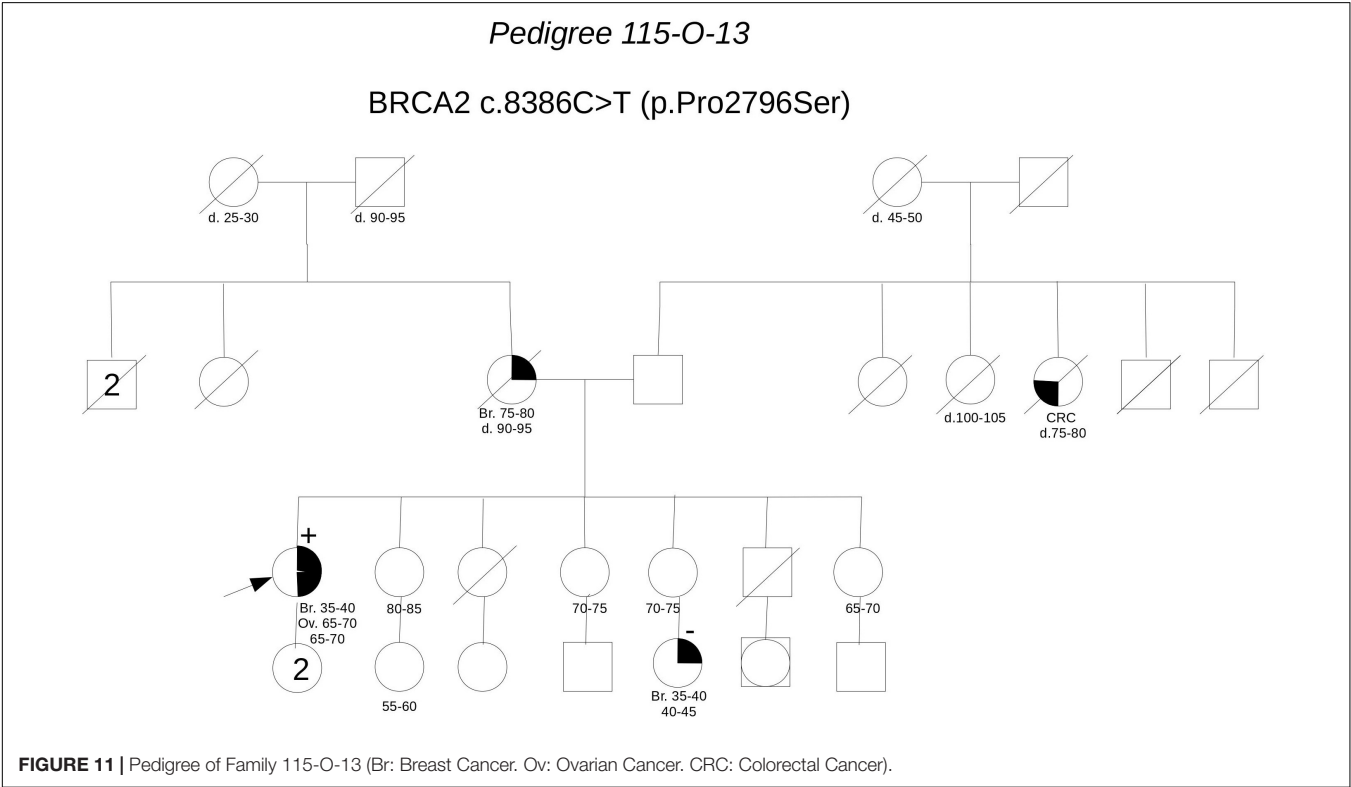 Pedigree 115-O-13
BRCA2 c.8386C>T (p.Pro2796Ser)
d. 25-30
d. 90-95
d. 45-50
2
Br. 75-80
d. 90-95
d.100-105
CRC
d.75-80
+
Br. 35-40
Ov. 65-70
65-70
80-85
70-75
70-75
65-70
-
2
55-60
Br. 35-40
40-45
FIGURE 11 | Pedigree of Family 115-O-13 (Br: Breast Cancer. Ov: Ovarian Cancer. CRC: Colorectal Cancer).